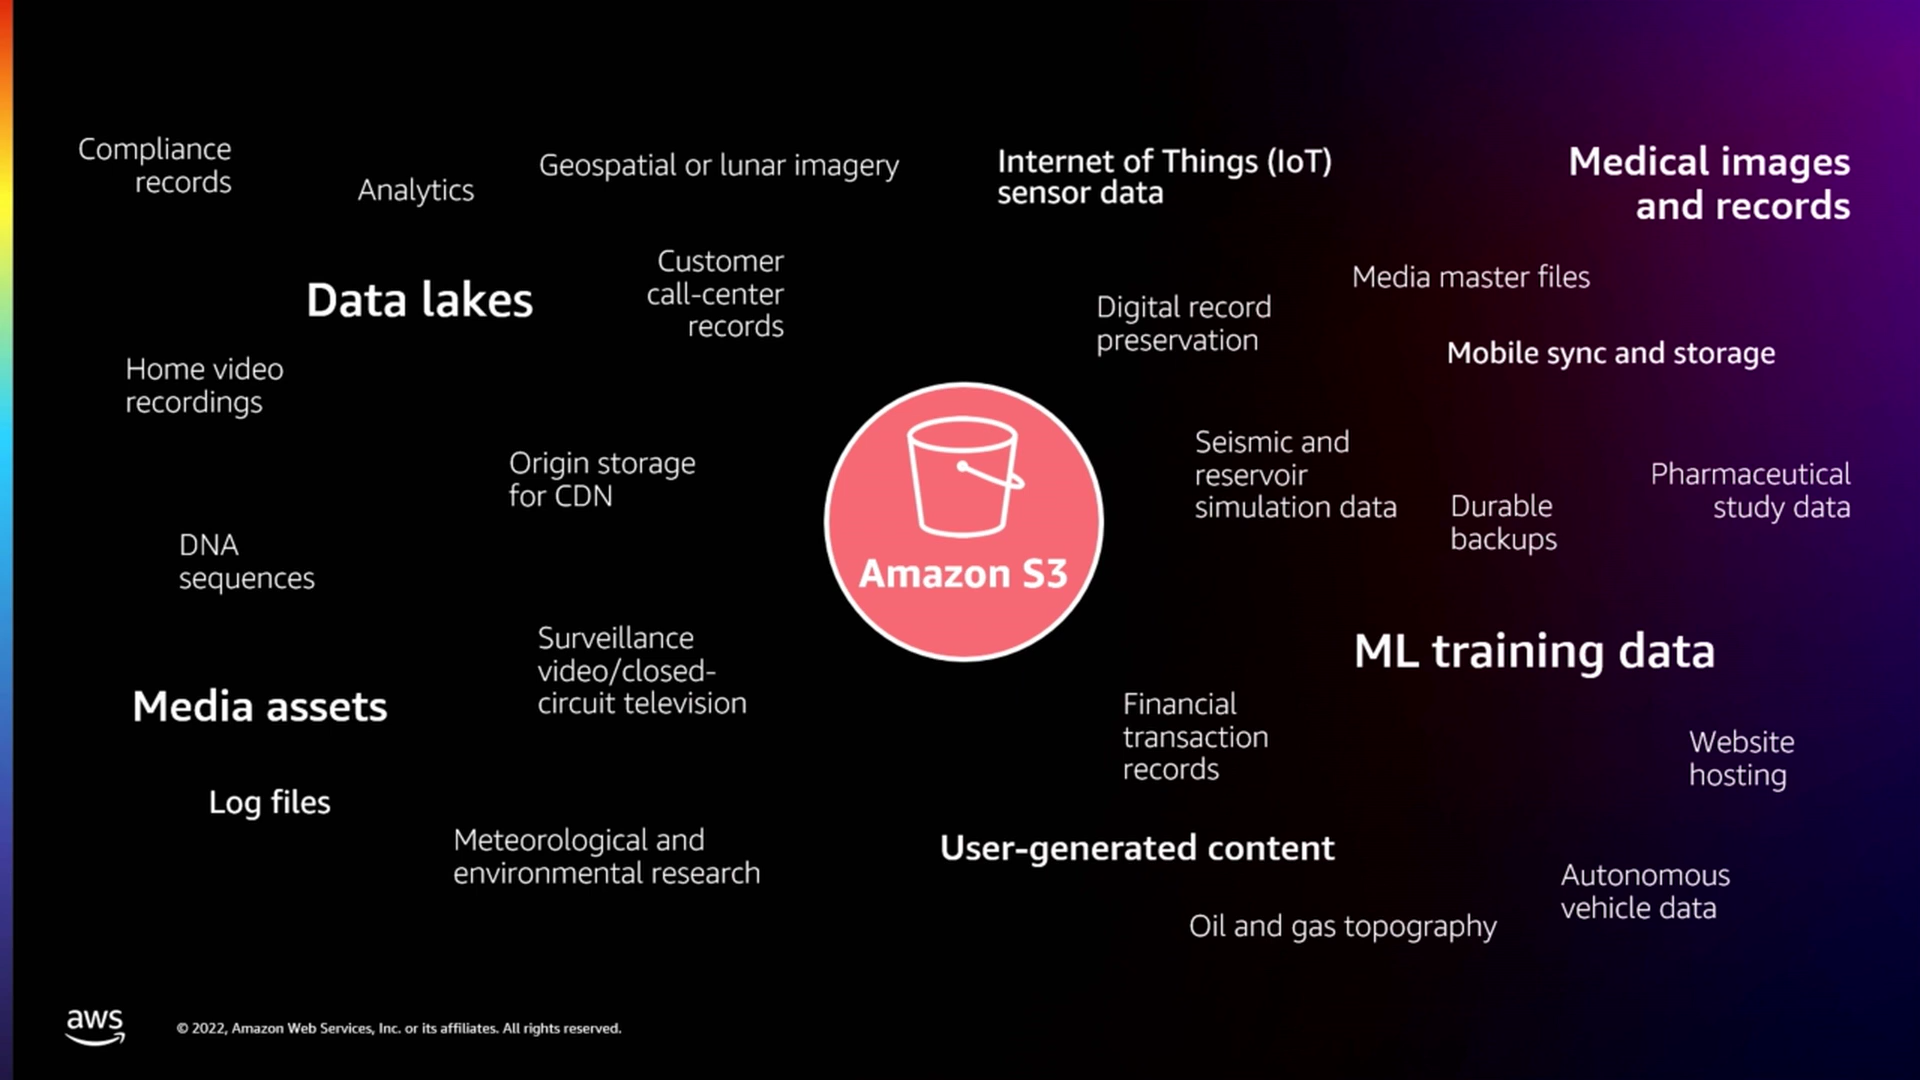 Compliance
records
Analytics
Geospatial or lunar imagery
Internet of Things (IoT)
sensor data
Medical images
and records
Data lakes
Customer
call-center
records
Digital record
preservation
Media master files
Mobile sync and storage
Home video
recordings
Origin storage
for CDN
Amazon S3
Seismic and
reservoir
simulation data
Durable
backups
Pharmaceutical
study data
DNA
sequences
Surveillance
video/closed-
circuit television
ML training data
Media assets
Financial
transaction
records
Website
hosting
Log files
Meteorological and
environmental research
User-generated content
Autonomous
vehicle data
Oil and gas topography
aws
© 2022, Amazon Web Services, Inc. or its affiliates. All rights reserved.